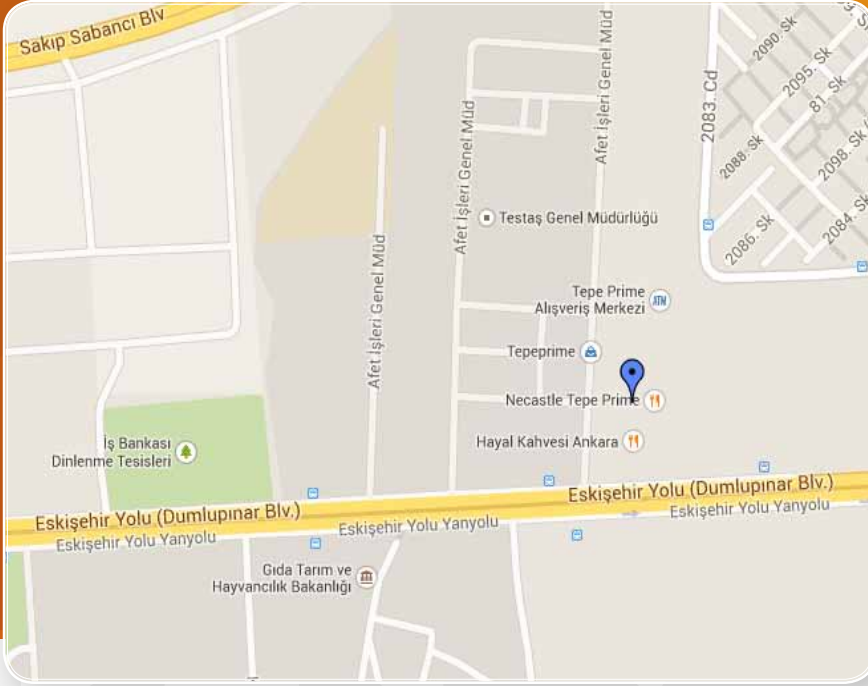 Sakıp Sabancı Blv
2090. Sk
2095. Sk
81. Sk
2083. Cd
2088. Sk
2098. Sk
2086. Sk
2084. Sk
Afet İşleri Genel Müd
Afet İşleri Genel Müd
Afet İşleri Genel Müd
Testaş Genel Müdürlüğü
Tepe Prime
Alışveriş Merkezi
ATM
Tepeprime
Necastle Tepe Prime
Hayal Kahvesi Ankara
İş Bankası
Dinlenme Tesisleri
Eskişehir Yolu (Dumlupınar Blv.)
Eskişehir Yolu (Dumlupınar Blv.)
Eskişehir Yolu Yanyolu
Eskişehir Yolu Yanyolu
Eskişehir Yolu Yanyolu
Gıda Tarım ve
Hayvancılık Bakanlığı